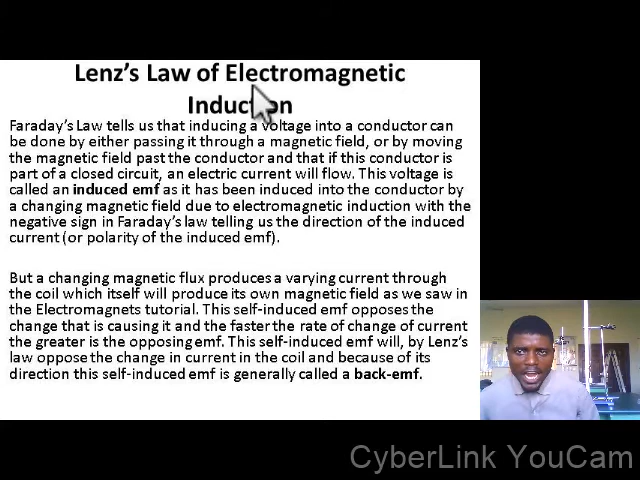 Lenz's Law of Electromagnetic
Induction
Faraday's Law tells us that inducing a voltage into a conductor can
be done by either passing it through a magnetic field, or by moving
the magnetic field past the conductor and that if this conductor is
part of a closed circuit, an electric current will flow. This voltage is
called an induced emf as it has been induced into the conductor by
a changing magnetic field due to electromagnetic induction with the
negative sign in Faraday's law telling us the direction of the induced
current (or polarity of the induced emf).
But a changing magnetic flux produces a varying current through
the coil which itself will produce its own magnetic field as we saw in
the Electromagnets tutorial. This self-induced emf opposes the
change that is causing it and the faster the rate of change of current
the greater is the opposing emf. This self-induced emf will, by Lenz's
law oppose the change in current in the coil and because of its
direction this self-induced emf is generally called a back-emf.
CyberLink YouCam